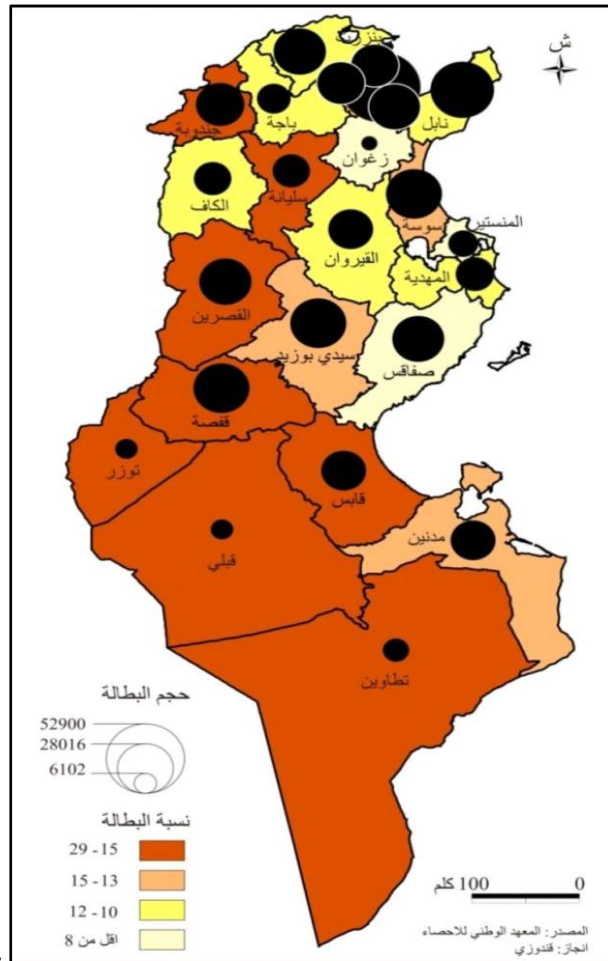 ش
بنزرت
نابل
باجة
جندوبة
زغوان
سليانة
الكاف
سوسة
المنستير
القيروان
المهدية
القصرين
سيدي بوزيد
صفاقس
قفصة
توزر
قابس
مدنين
قبلي
تطاوين
حجم البطالة
52900
28016
6102
نسبة البطالة
29 - 15
15 - 13
12 - 10
اقل من 8
0 100 كلم
المصدر: المعهد الوطني للاحصاء
انجاز: قندوزي